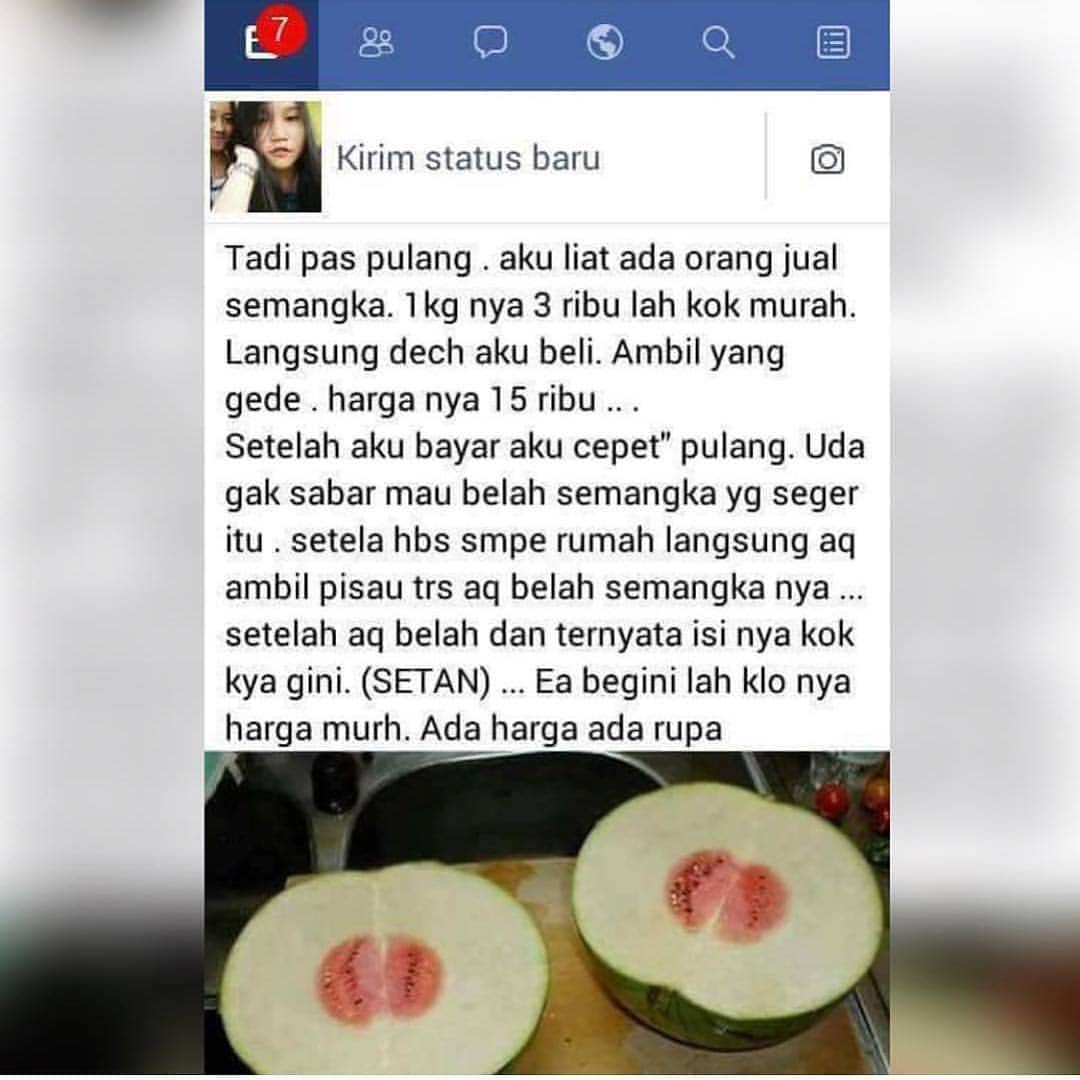 7
Kirim status baru
Tadi pas pulang . aku liat ada orang jual
semangka. 1kg nya 3 ribu lah kok murah.
Langsung dech aku beli. Ambil yang
gede . harga nya 15 ribu .. .
Setelah aku bayar aku cepet" pulang. Uda
gak sabar mau belah semangka yg seger
itu . setela hbs smpe rumah langsung aq
ambil pisau trs aq belah semangka nya ...
setelah aq belah dan ternyata isi nya kok
kya gini. (SETAN) ... Ea begini lah klo nya
harga murh. Ada harga ada rupa